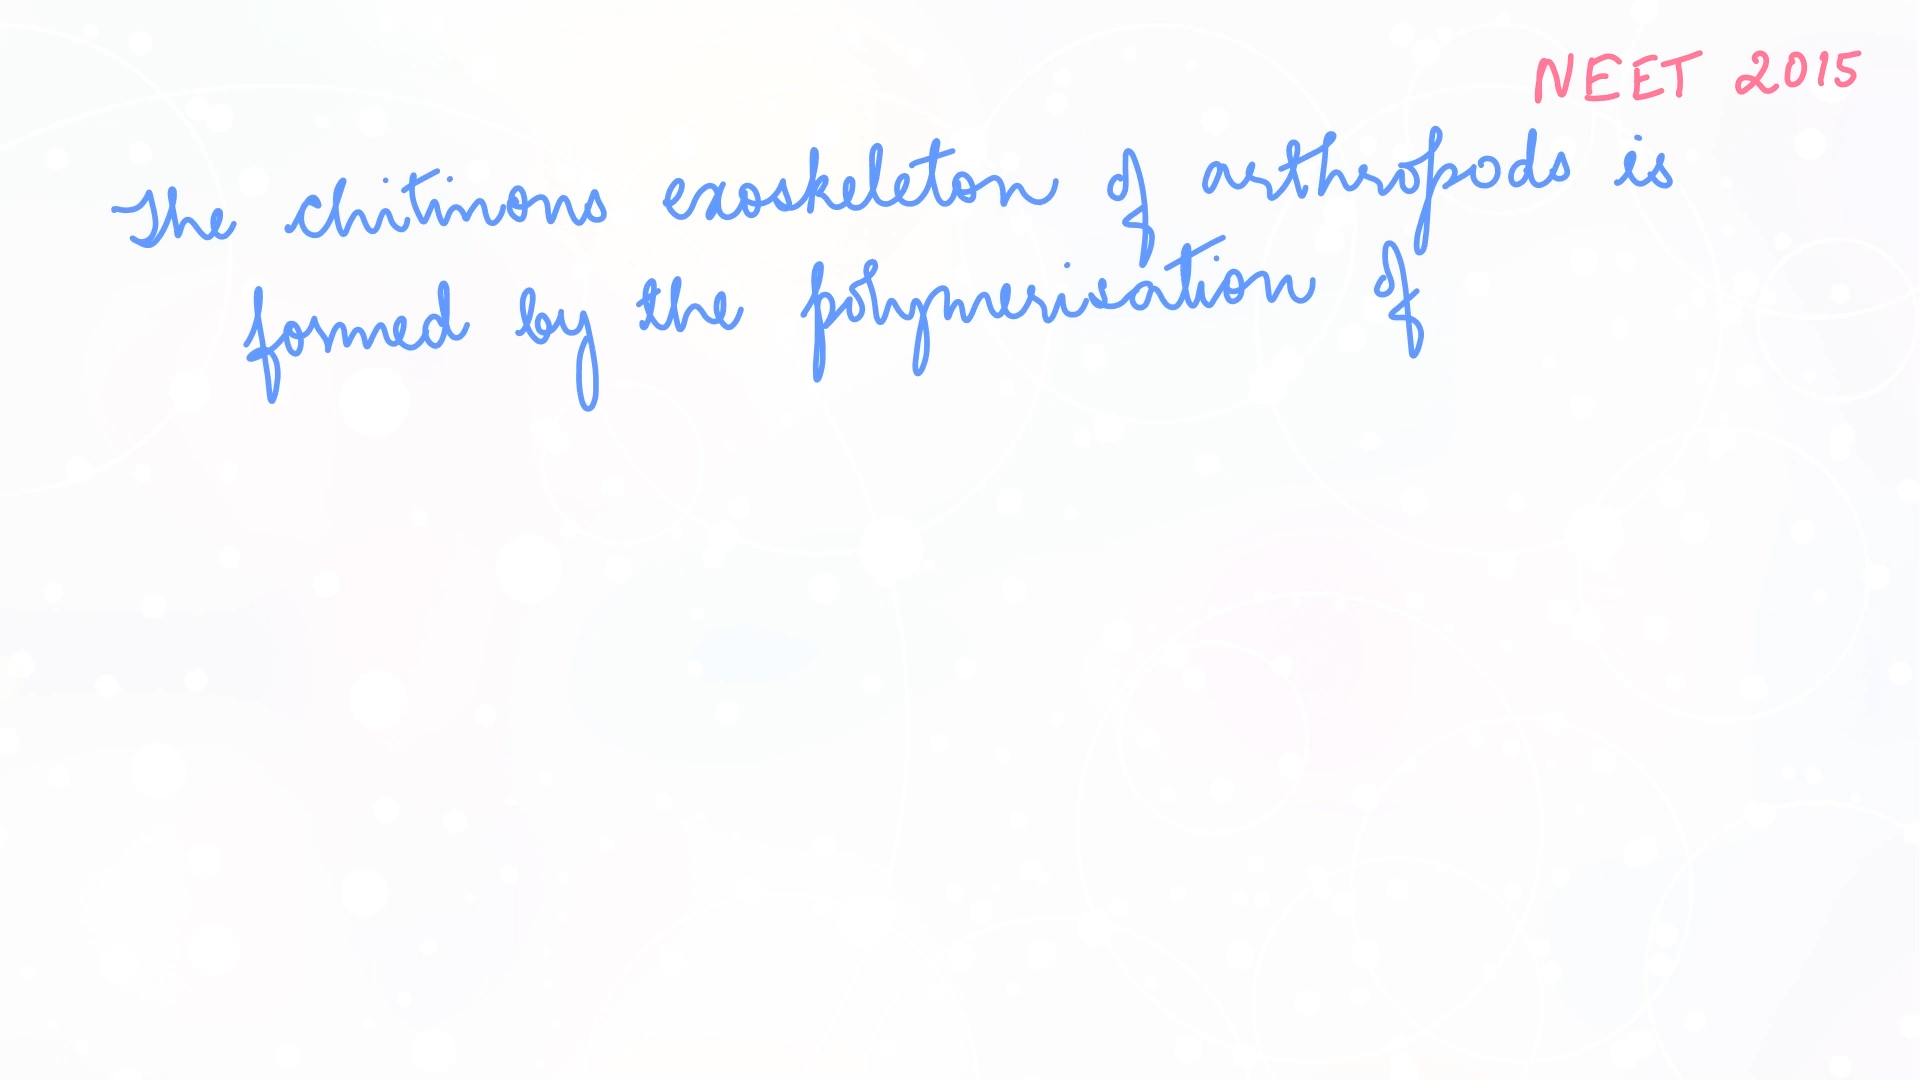 NEET 2015
The chitinous exoskeleton of arthropods is
formed by the polymerisation of